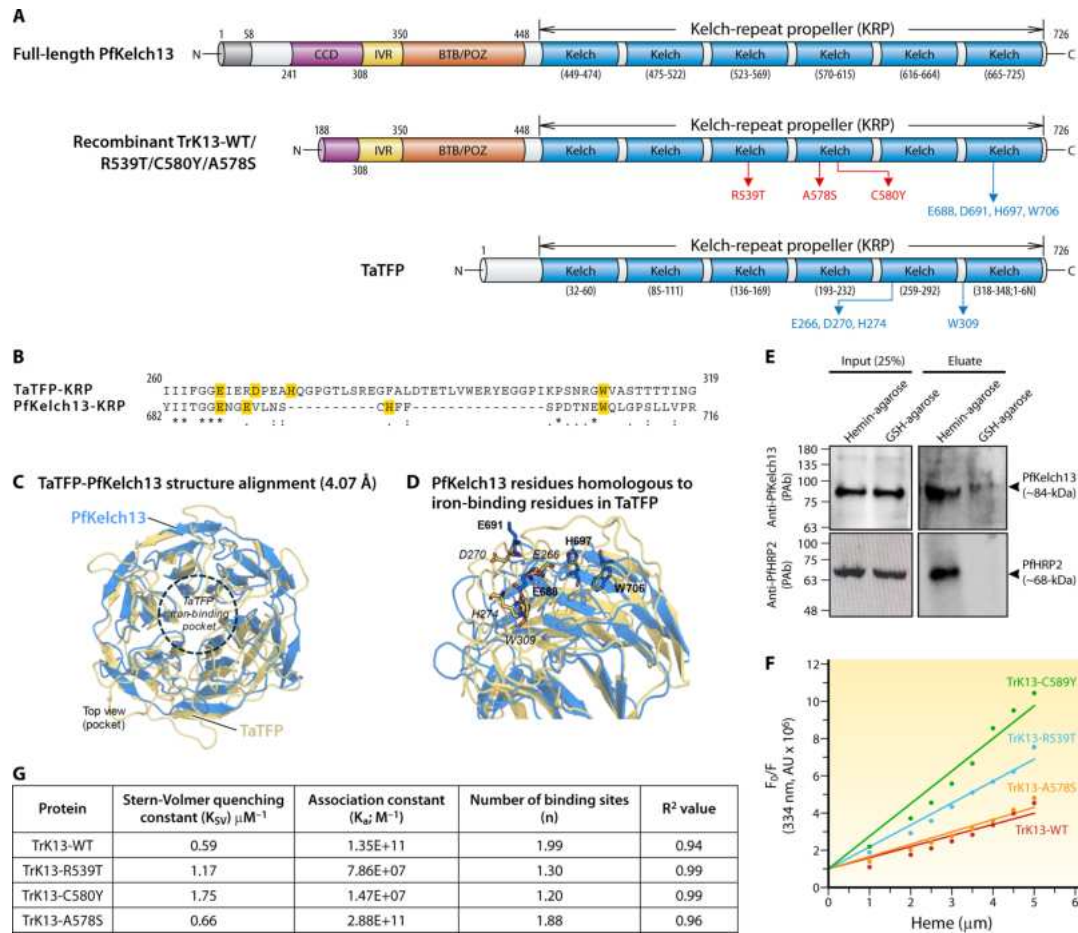 A
Kelch-repeat propeller (KRP)
1 58 350 448 726
Full-length PfKelch13
N CCD IVR BTB/POZ Kelch Kelch Kelch Kelch Kelch Kelch C
241 308 (449-474) (475-522) (523-569) (570-615) (616-664) (665-725)
Kelch-repeat propeller (KRP)
188 350 448 726
Recombinant TrK13-WT/
R539T/C580Y/A578S
N IVR BTB/POZ Kelch Kelch Kelch Kelch Kelch Kelch C
308
R539T A578S C580Y
E688, D691, H697, W706
Kelch-repeat propeller (KRP)
1 726
TaTFP
N Kelch Kelch Kelch Kelch Kelch Kelch C
(32-60) (85-111) (136-169) (193-232) (259-292) (318-348;1-6N)
E266, D270, H274 W309
B
260 319
TaTFP-KRP IIIFGGEIERDPEAHQGPGTLSREGFALDTETLVWERYEGGPIKPSNRGWVASTTTTING
PfKelch13-KRP YIITGGENGEVLNS-----------CHFF---------------SPDTNEWQLGPSLLVPR
682 716
C TaTFP-PfKelch13 structure alignment (4.07 Å)
PfKelch13
TaTFP
iron-binding
pocket
Top view
(pocket)
TaTFP
D PfKelch13 residues homologous to
iron-binding residues in TaTFP
E691
D270
E266
H697
E688
W706
H274
W309
E
Input (25%) Eluate
Hemin-agarose GSH-agarose Hemin-agarose GSH-agarose
Anti-PfKelch13
(PAb)
180
135
100
75
63
PfKelch13
(~84-kDa)
Anti-PfHRP2
(PAb)
100
75
63
48
PfHRP2
(~68-kDa)
F
F₀/F
(334 nm, AU x 10⁶)
12
10
8
6
4
2
0
TrK13-C589Y
TrK13-R539T
TrK13-A578S
TrK13-WT
0 1 2 3 4 5 6
Heme (μm)
G
Protein Stern-Volmer quenching constant (K_SV) μM⁻¹ Association constant (Kₐ; M⁻¹) Number of binding sites (n) R² value
TrK13-WT 0.59 1.35E+11 1.99 0.94
TrK13-R539T 1.17 7.86E+07 1.30 0.99
TrK13-C580Y 1.75 1.47E+07 1.20 0.99
TrK13-A578S 0.66 2.88E+11 1.88 0.96